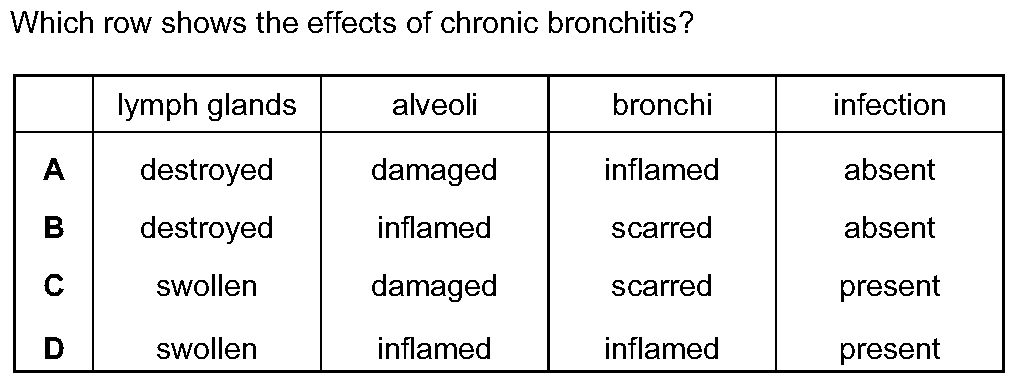 Which row shows the effects of chronic bronchitis?
lymph glands alveoli bronchi infection
A destroyed damaged inflamed absent
B destroyed inflamed scarred absent
C swollen damaged scarred present
D swollen inflamed inflamed present